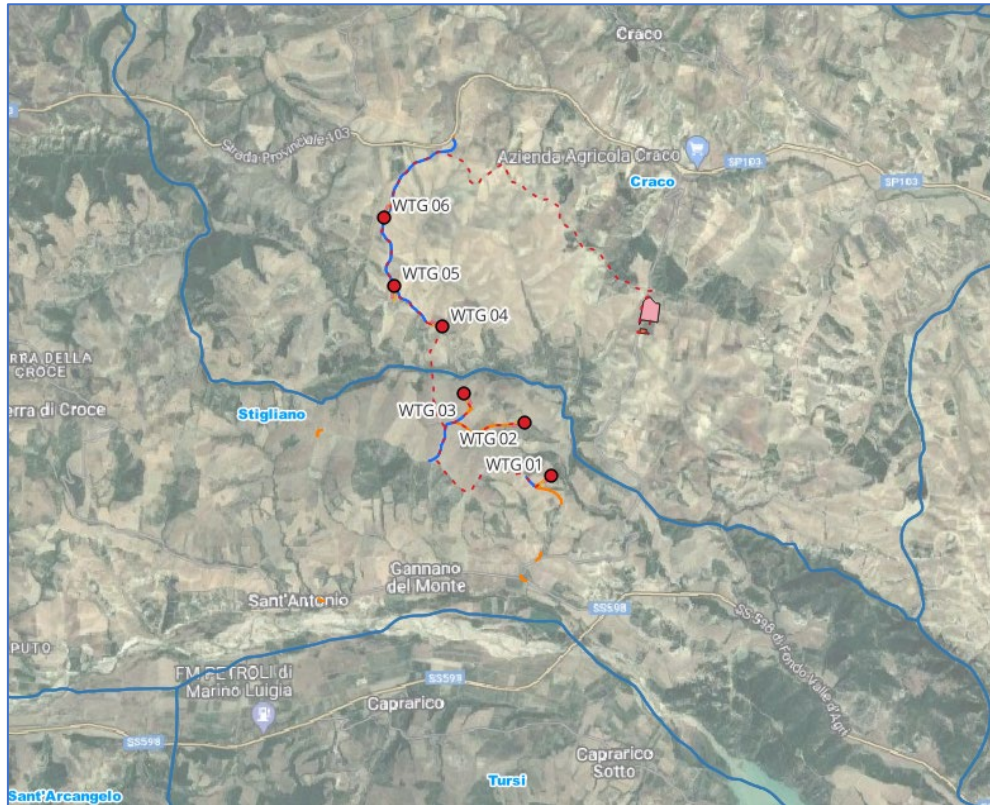 Craco
Strada Provinciale 103
Azienda Agricola Craco
SP103
Craco
SP103
WTG 06
WTG 05
WTG 04
RRA DELLA
CROCE
erra di Croce
Stigliano
WTG 03
WTG 02
WTG 01
Gannano
del Monte
Sant'Antonio
SS598
SS 598 di Fondo Valle d'Agri
PUTO
FM PETROLI di
Marino Luigia
SS598
Caprarico
SS598
Caprarico
Sotto
Tursi
Sant'Arcangelo